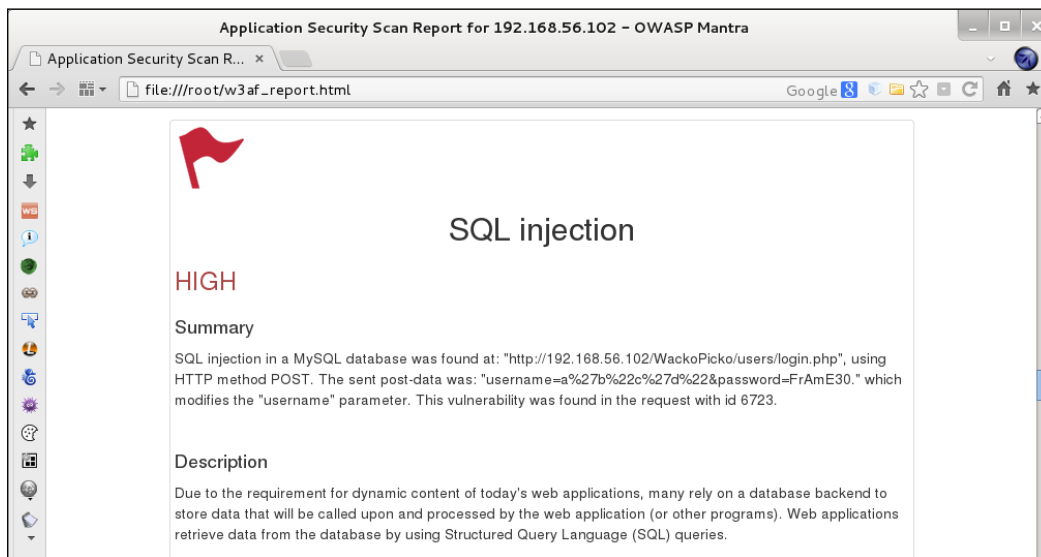 Application Security Scan Report for 192.168.56.102 – OWASP Mantra
Application Security Scan R... ×
file:///root/w3af_report.html
Google
WS
SQL injection
HIGH
Summary
SQL injection in a MySQL database was found at: "http://192.168.56.102/WackoPicko/users/login.php", using
HTTP method POST. The sent post-data was: "username=a%27b%22c%27d%22&password=FrAmE30." which
modifies the "username" parameter. This vulnerability was found in the request with id 6723.
Description
Due to the requirement for dynamic content of today's web applications, many rely on a database backend to
store data that will be called upon and processed by the web application (or other programs). Web applications
retrieve data from the database by using Structured Query Language (SQL) queries.